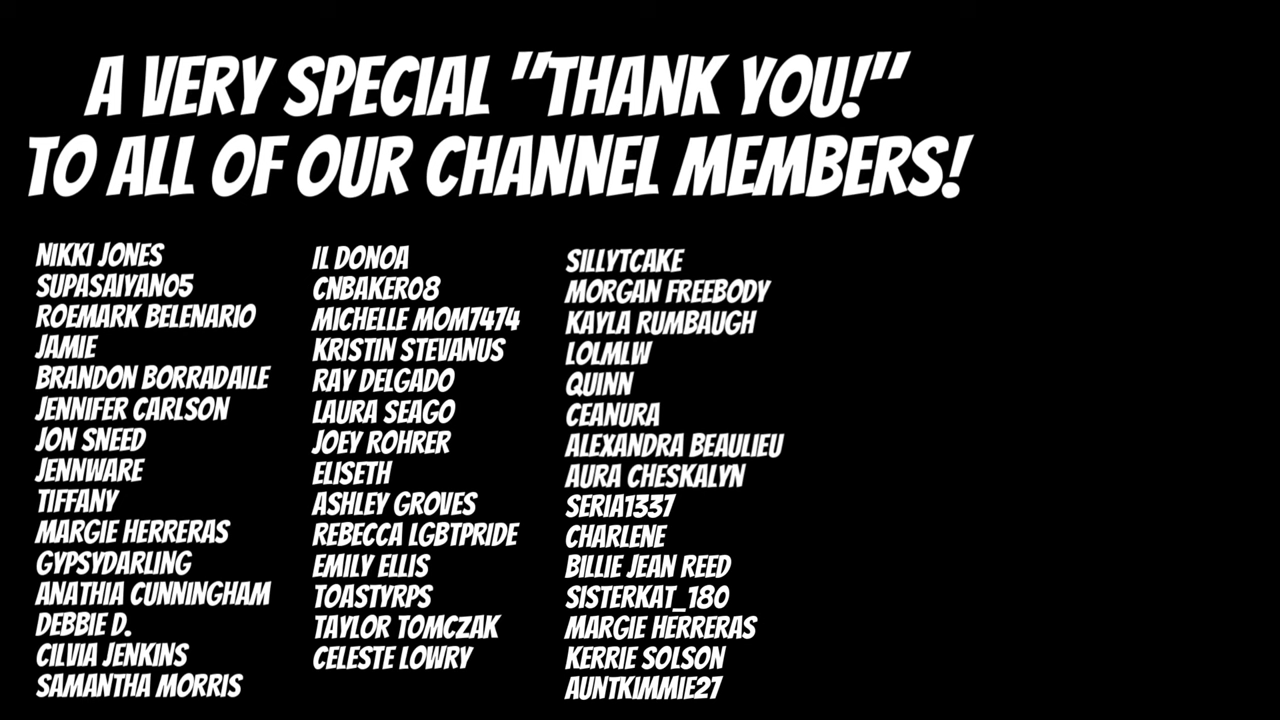 A VERY SPECIAL "THANK YOU!"
TO ALL OF OUR CHANNEL MEMBERS!
NIKKI JONES
SUPASAIYAN05
ROEMARK BELENARIO
JAMIE
BRANDON BORRADAILE
JENNIFER CARLSON
JON SNEED
JENNWARE
TIFFANY
MARGIE HERRERAS
GYPSYDARLING
ANATHIA CUNNINGHAM
DEBBIE D.
CILVIA JENKINS
SAMANTHA MORRIS
IL DONOA
CNBAKER08
MICHELLE MOM7474
KRISTIN STEVANUS
RAY DELGADO
LAURA SEAGO
JOEY ROHRER
ELISETH
ASHLEY GROVES
REBECCA LGBTPRIDE
EMILY ELLIS
TOASTYRPS
TAYLOR TOMCZAK
CELESTE LOWRY
SILLYTCAKE
MORGAN FREEBODY
KAYLA RUMBAUGH
LOLMLW
QUINN
CEANURA
ALEXANDRA BEAULIEU
AURA CHESKALYN
SERIA1337
CHARLENE
BILLIE JEAN REED
SISTERKAT_180
MARGIE HERRERAS
KERRIE SOLSON
AUNTKIMMIE27